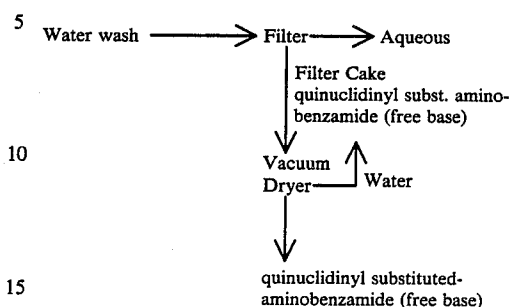 5
Water wash Filter Aqueous
Filter Cake
quinuclidinyl subst. amino-
benzamide (free base)
10
Vacuum
Dryer Water
quinuclidinyl substituted-
15
aminobenzamide (free base)